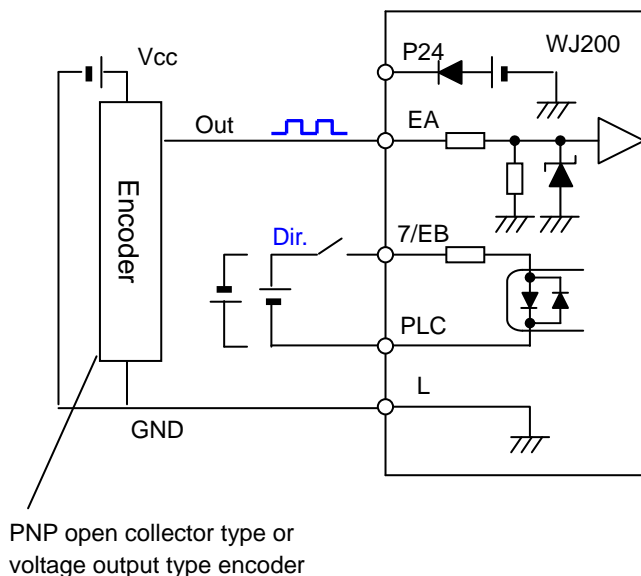 P24
WJ200
Vcc
Out
EA
Encoder
Dir.
7/EB
PLC
L
GND
PNP open collector type or
voltage output type encoder